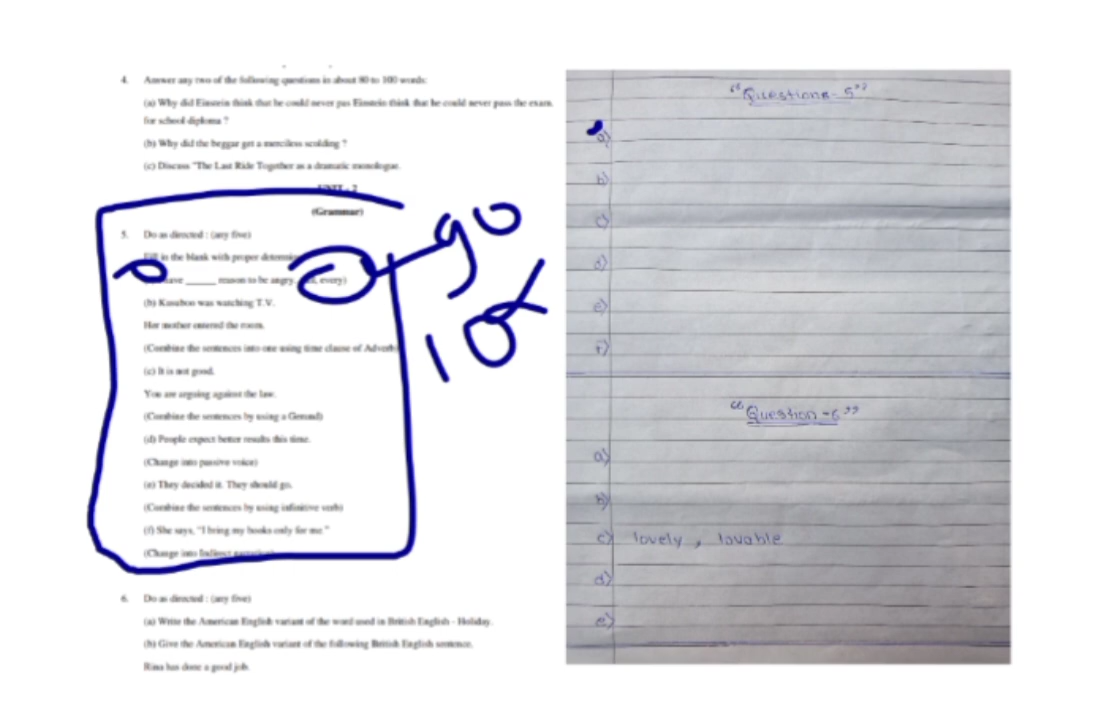 4. Answer any two of the following questions in about 80 to 100 words:
(a) Why did Einstein think that he could never pas Einstein think that he could never pass the exam.
for school diploma ?
(b) Why did the beggar get a merciless scolding ?
(c) Discuss "The Last Ride Together as a dramatic monologue.
UNIT - 2
(Grammar)
5. Do as directed : (any five)
Fill in the blank with proper
have ______ reason to be angry. every)
(b) Kusuboo was watching T.V.
Her mother entered the room.
(Combine the sentences into one using time clause of Adverb)
(c) It is not good.
You are arguing against the law.
(Combine the sentences by using a Gerund)
(d) People expect better results this time.
(Change into passive voice)
(e) They decided it. They should go.
(Combine the sentences by using infinitive verb)
(f) She says, "I bring my books only for me."
(Change into Indirect
6. Do as directed : (any five)
(a) Write the American English variant of the word used in British English - Holiday.
(b) Give the American English variant of the following British English sentence.
Rina has done a good job.
90
10
"Questions-5"
a)
b)
c)
d)
e)
f)
"Question-6"
a)
b)
c) lovely, lovable
d)
e)